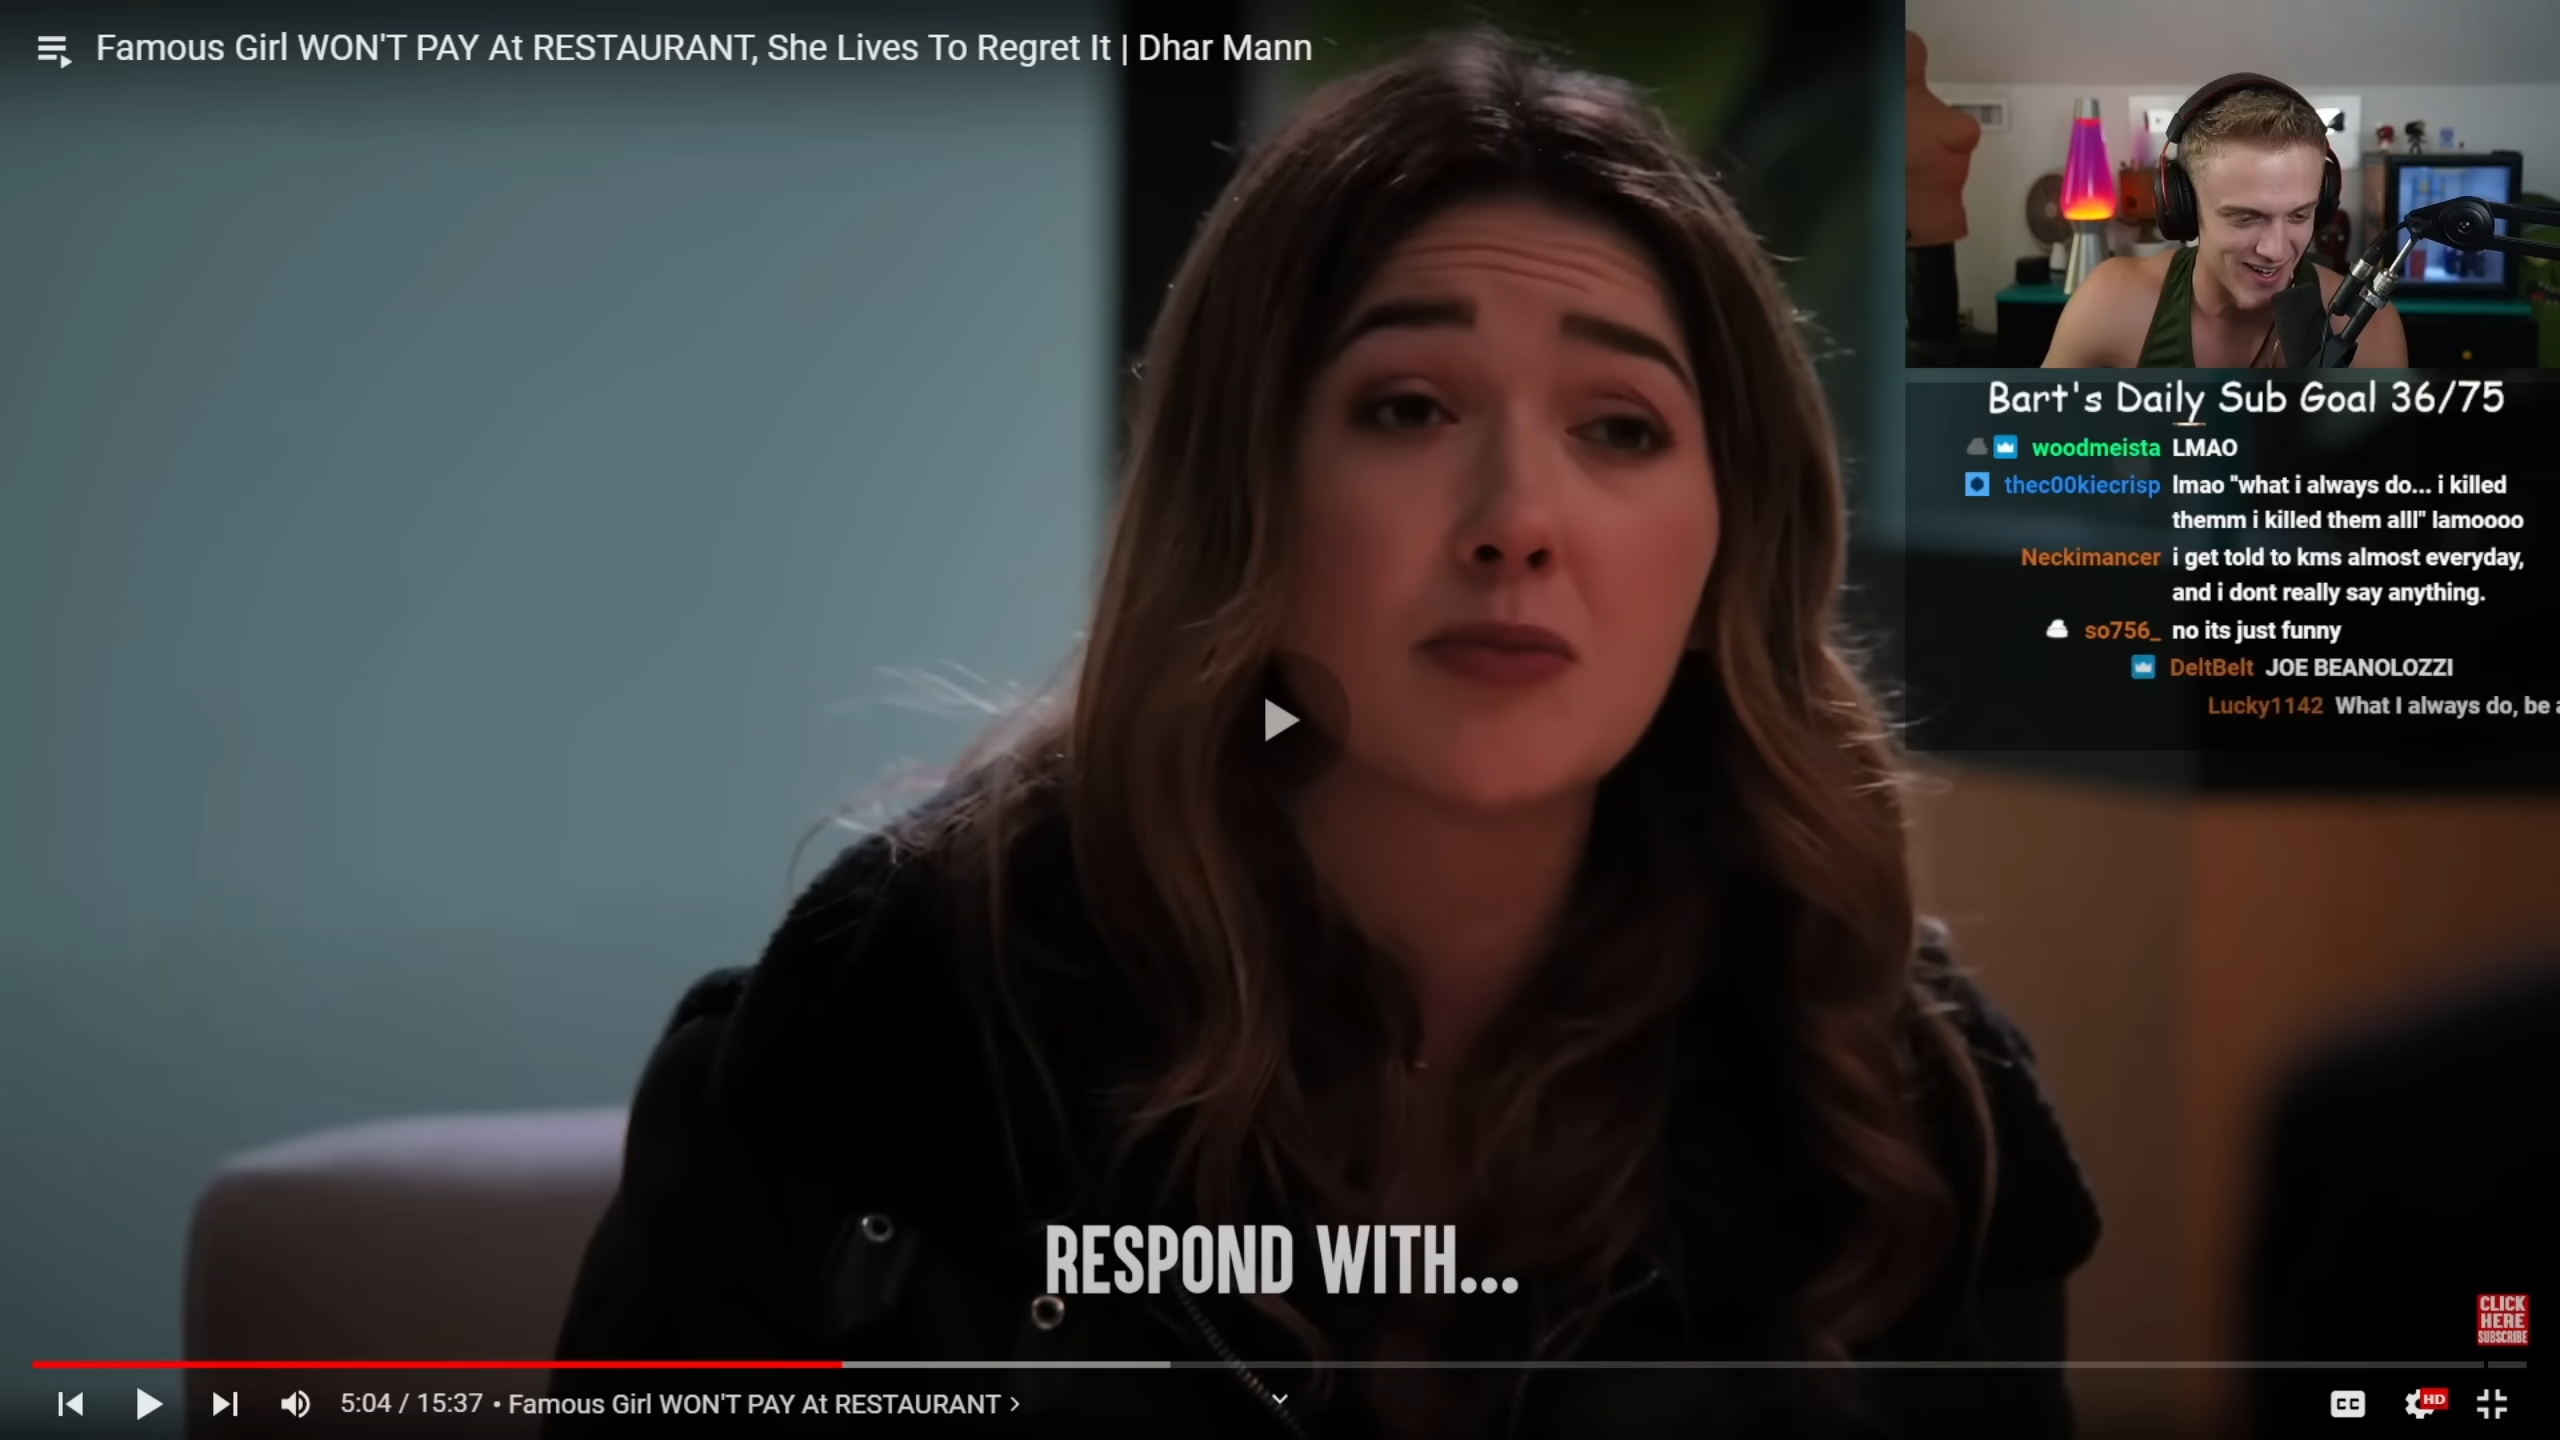 Famous Girl WON'T PAY At RESTAURANT, She Lives To Regret It | Dhar Mann
Bart's Daily Sub Goal 36/75
woodmeista LMAO
thec00kiecrisp lmao "what i always do... i killed
themm i killed them alll" lamoooo
Neckimancer i get told to kms almost everyday,
and i dont really say anything.
so756_ no its just funny
DeltBelt JOE BEANOLOZZI
Lucky1142 What I always do, be
RESPOND WITH...
CLICK
HERE
SUBSCRIBE
5:04 / 15:37 • Famous Girl WON'T PAY At RESTAURANT >
CC
HD